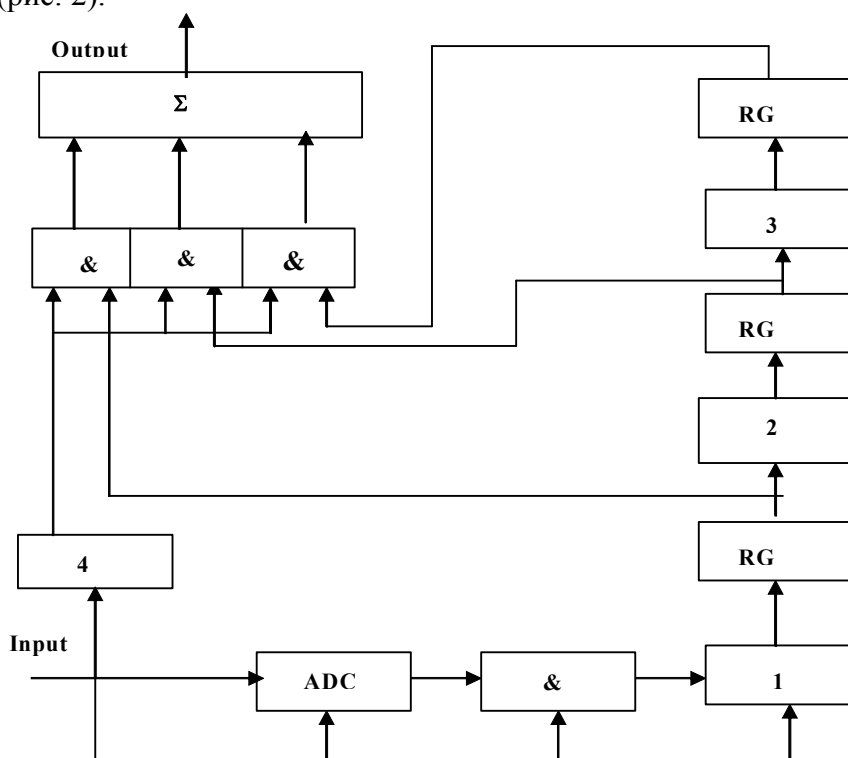 (рис. 2).
Output
Σ
RG
3
& & &
RG
2
4
RG
Input
ADC & 1